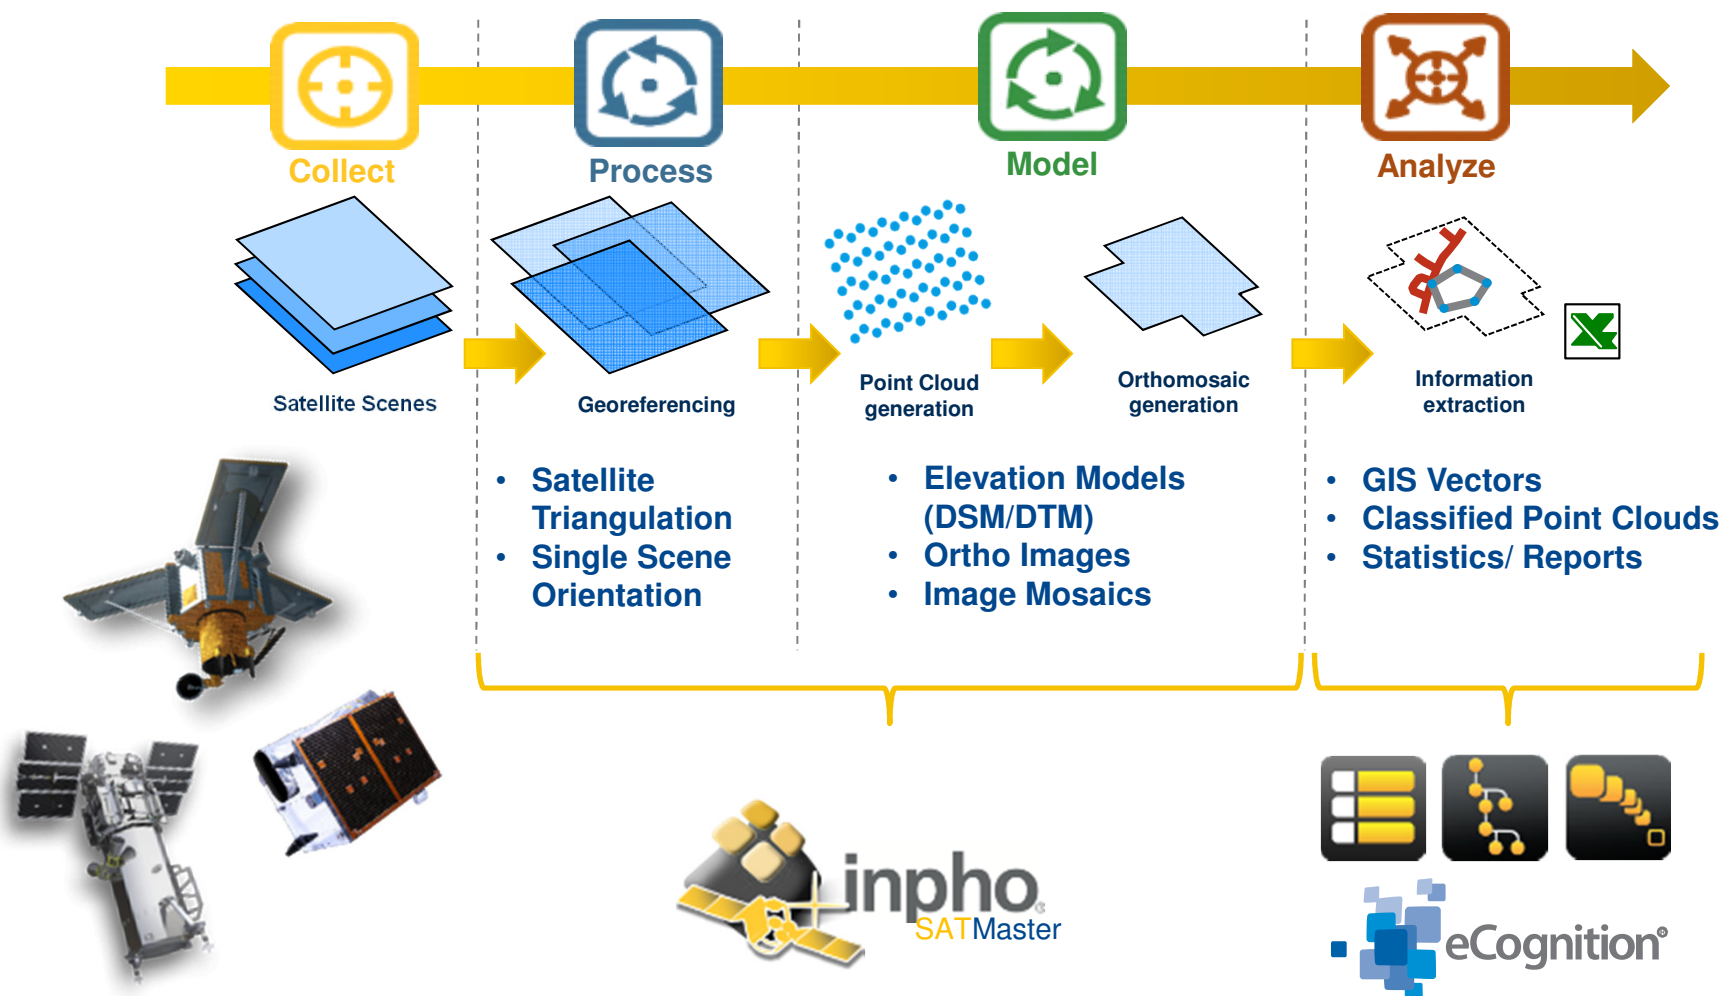 Collect
Process
Model
Analyze
Satellite Scenes
Georeferencing
Point Cloud
generation
Orthomosaic
generation
Information
extraction
X
• Satellite
Triangulation
• Single Scene
Orientation
• Elevation Models
(DSM/DTM)
• Ortho Images
• Image Mosaics
• GIS Vectors
• Classified Point Clouds
• Statistics/ Reports
inpho®
SATMaster
eCognition®